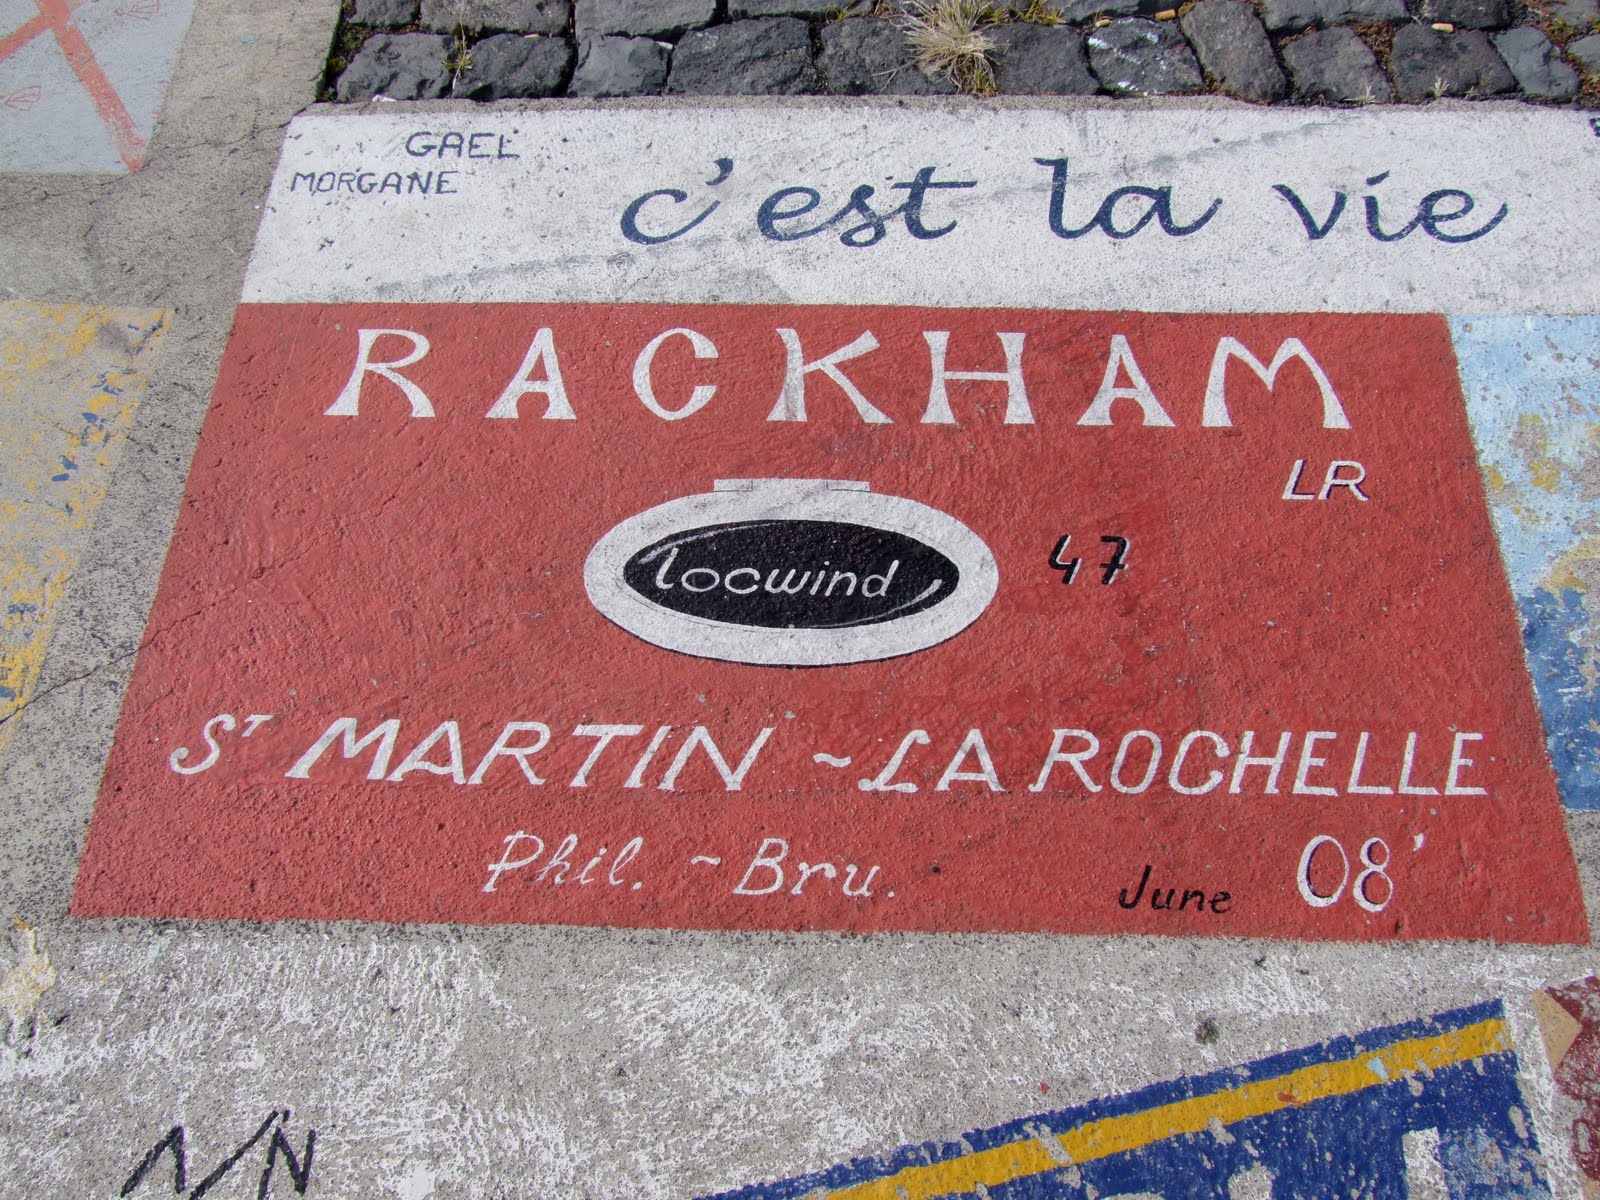 GAEL
MORGANE
c'est la vie
RACKHAM
LR
locwind
47
ST MARTIN ~ LA ROCHELLE
Phil. ~ Bru.
June 08'